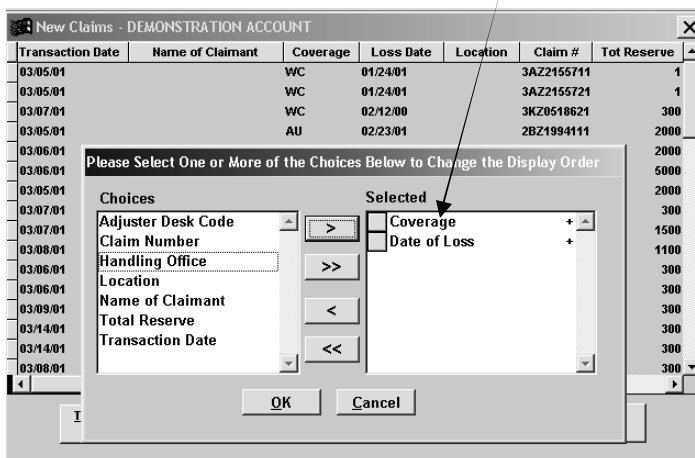 New Claims - DEMONSTRATION ACCOUNT
Transaction Date Name of Claimant Coverage Loss Date Location Claim # Tot Reserve
03/05/01 WC 01/24/01 3AZ2155711 1
03/05/01 WC 01/24/01 3AZ2155721 1
03/07/01 WC 02/12/00 3KZ0518621 300
03/05/01 AU 02/23/01 2BZ1994111 2000
03/06/01 2000
03/06/01 5000
03/05/01 2000
03/07/01 300
03/07/01 1500
03/08/01 1100
03/06/01 300
03/06/01 300
03/09/01 300
03/14/01 300
03/14/01 300
03/08/01 300
Please Select One or More of the Choices Below to Change the Display Order
Choices Selected
Adjuster Desk Code > Coverage +
Claim Number Date of Loss +
Handling Office >>
Location
Name of Claimant <
Total Reserve
Transaction Date <<
OK Cancel
T